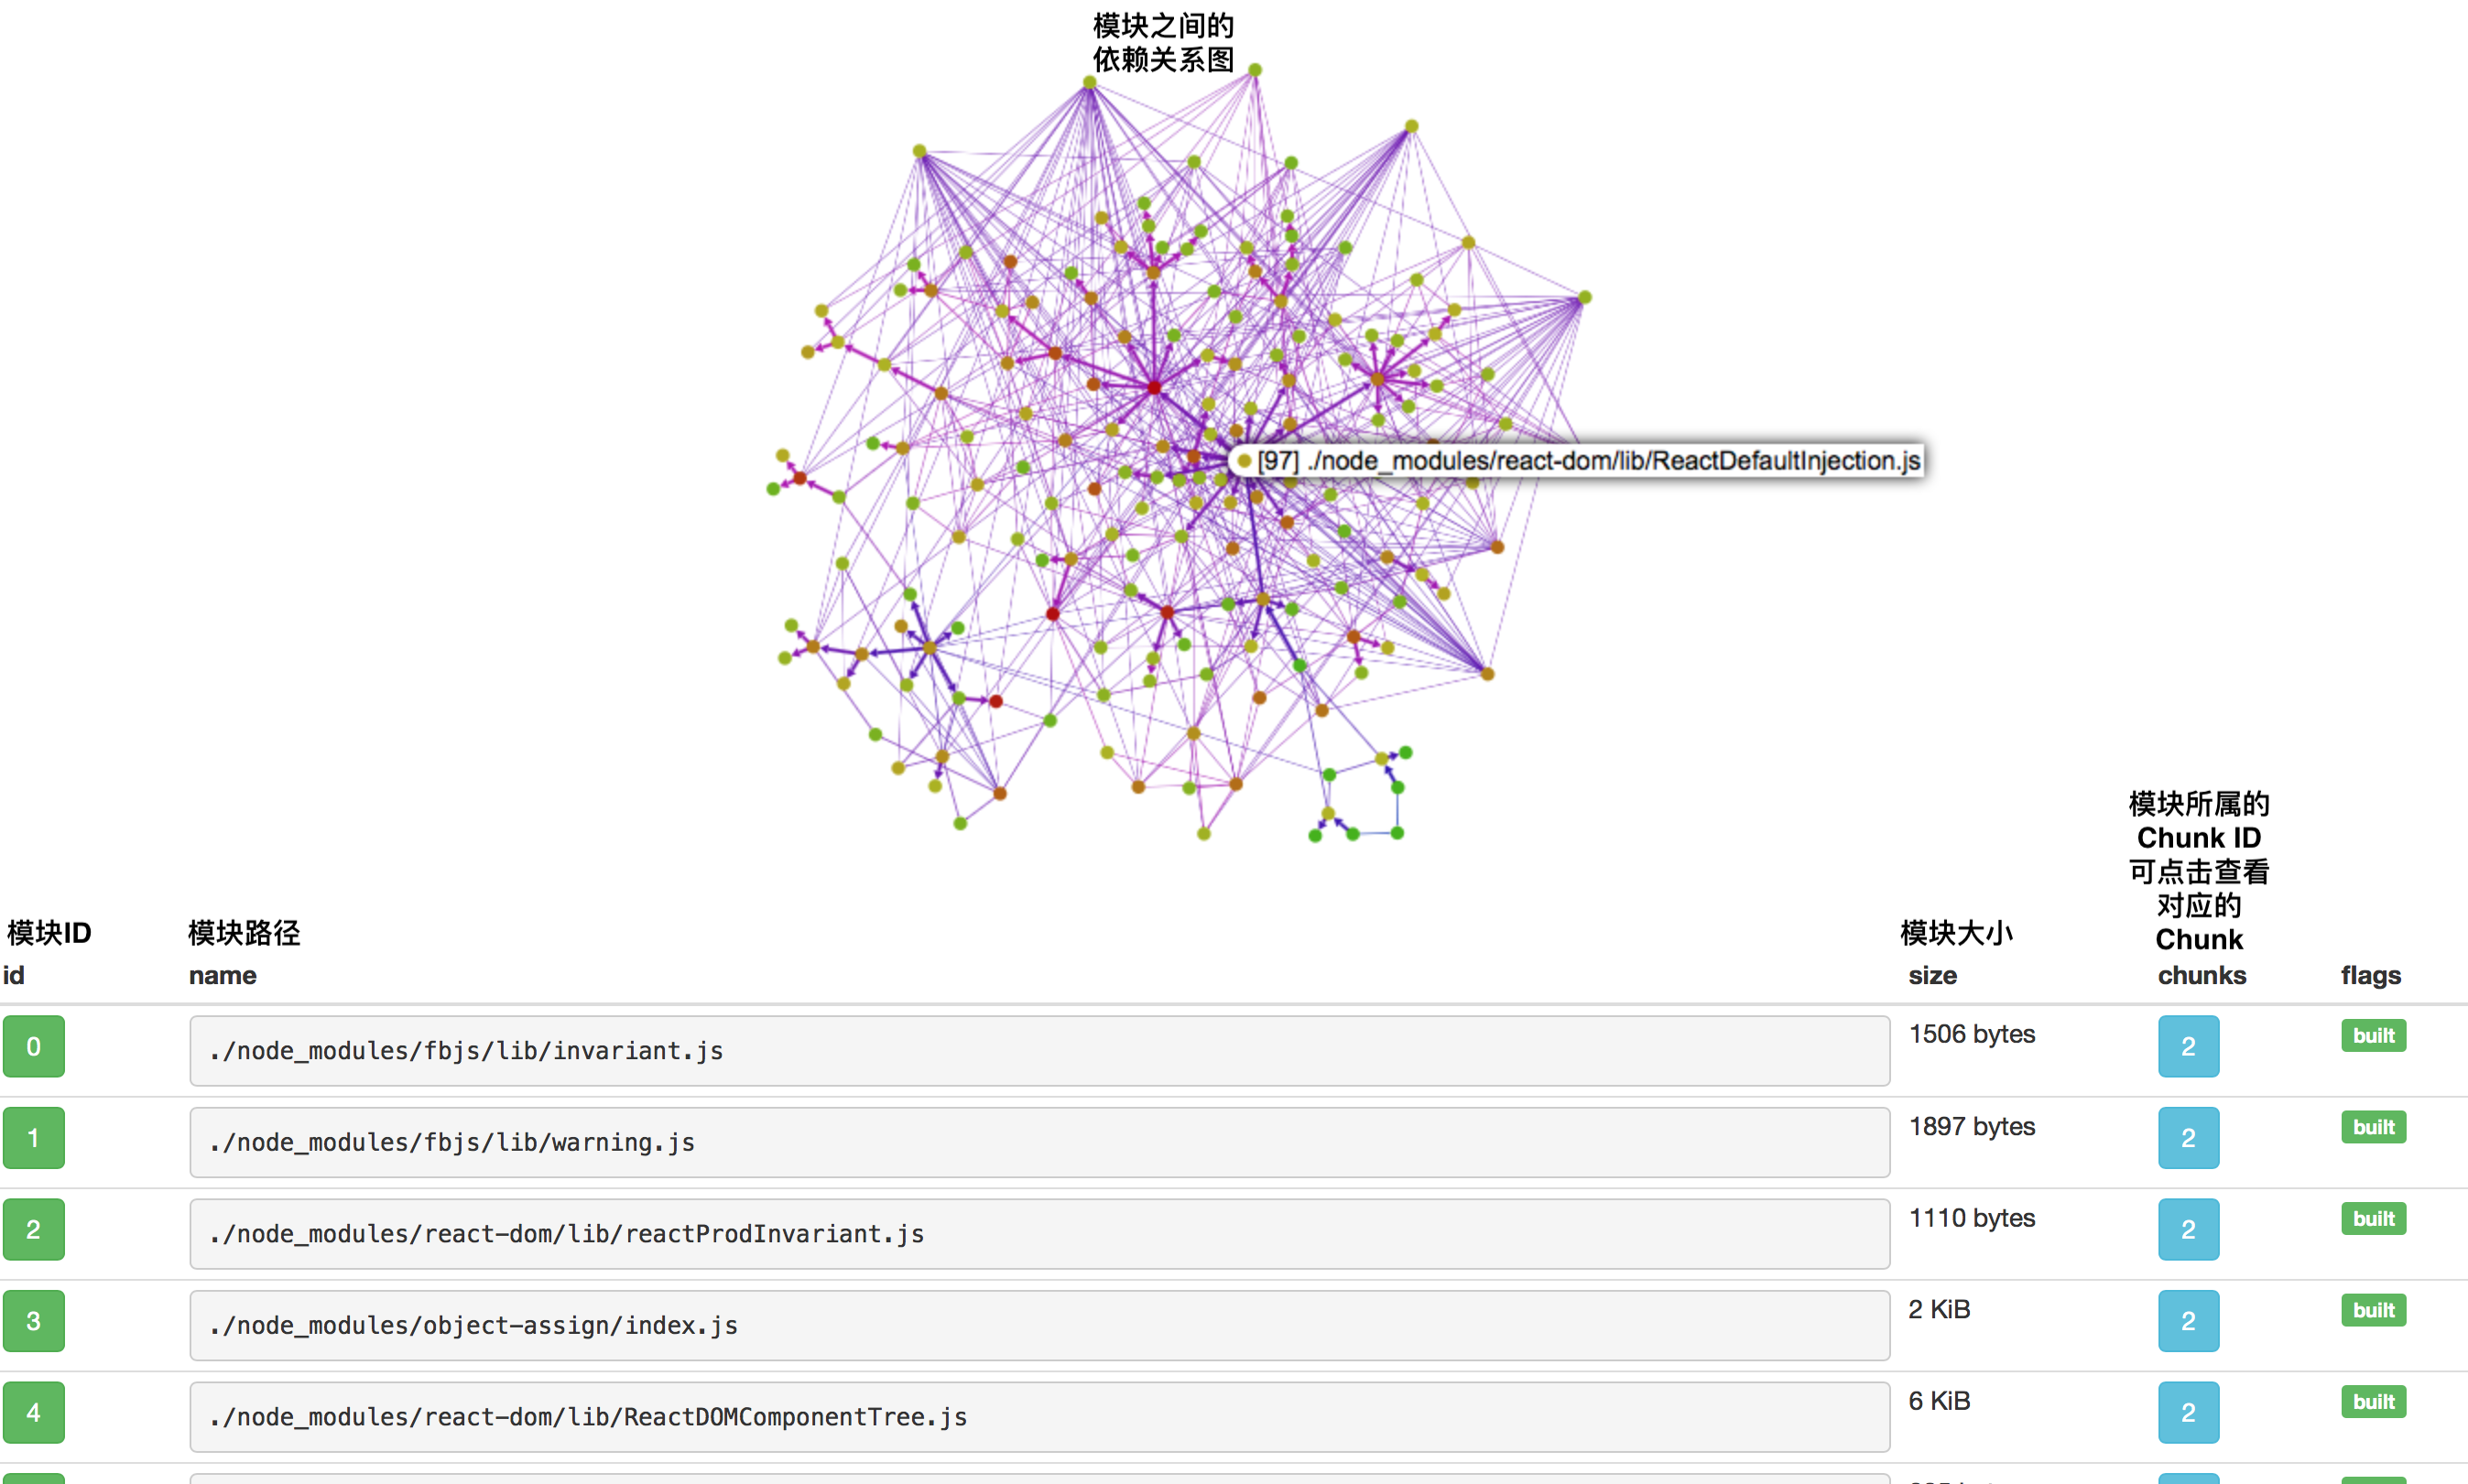 模块之间的
依赖关系图
[97] ./node_modules/react-dom/lib/ReactDefaultInjection.js
模块所属的
Chunk ID
可点击查看
对应的
Chunk
模块ID 模块路径 模块大小
id name size chunks flags
0 ./node_modules/fbjs/lib/invariant.js 1506 bytes 2 built
1 ./node_modules/fbjs/lib/warning.js 1897 bytes 2 built
2 ./node_modules/react-dom/lib/reactProdInvariant.js 1110 bytes 2 built
3 ./node_modules/object-assign/index.js 2 KiB 2 built
4 ./node_modules/react-dom/lib/ReactDOMComponentTree.js 6 KiB 2 built